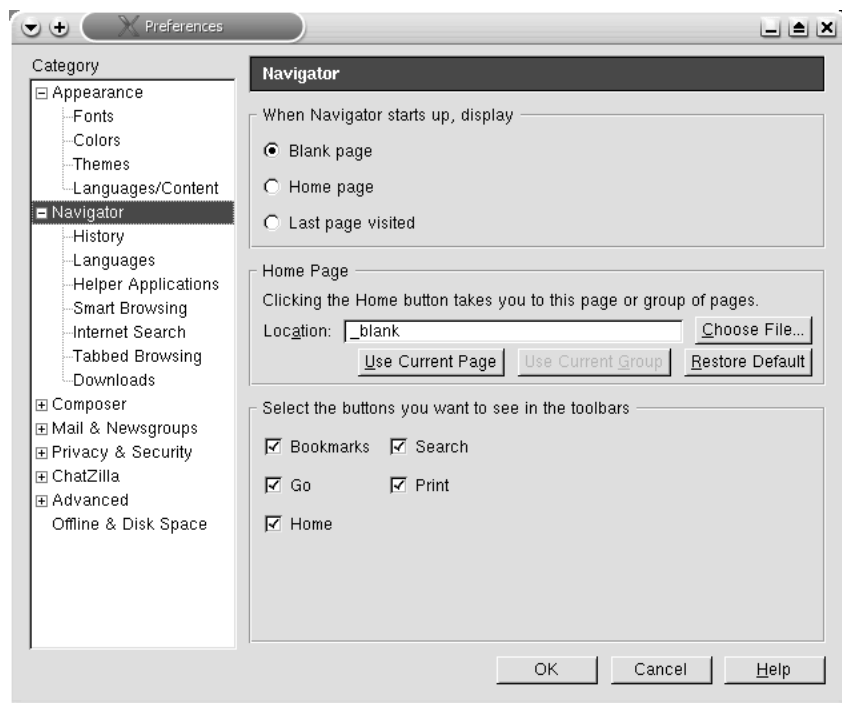 Preferences
Category
Appearance
Fonts
Colors
Themes
Languages/Content
Navigator
History
Languages
Helper Applications
Smart Browsing
Internet Search
Tabbed Browsing
Downloads
Composer
Mail & Newsgroups
Privacy & Security
ChatZilla
Advanced
Offline & Disk Space
Navigator
When Navigator starts up, display
Blank page
Home page
Last page visited
Home Page
Clicking the Home button takes you to this page or group of pages.
Location: _blank Choose File...
Use Current Page Use Current Group Restore Default
Select the buttons you want to see in the toolbars
Bookmarks Search
Go Print
Home
OK Cancel Help